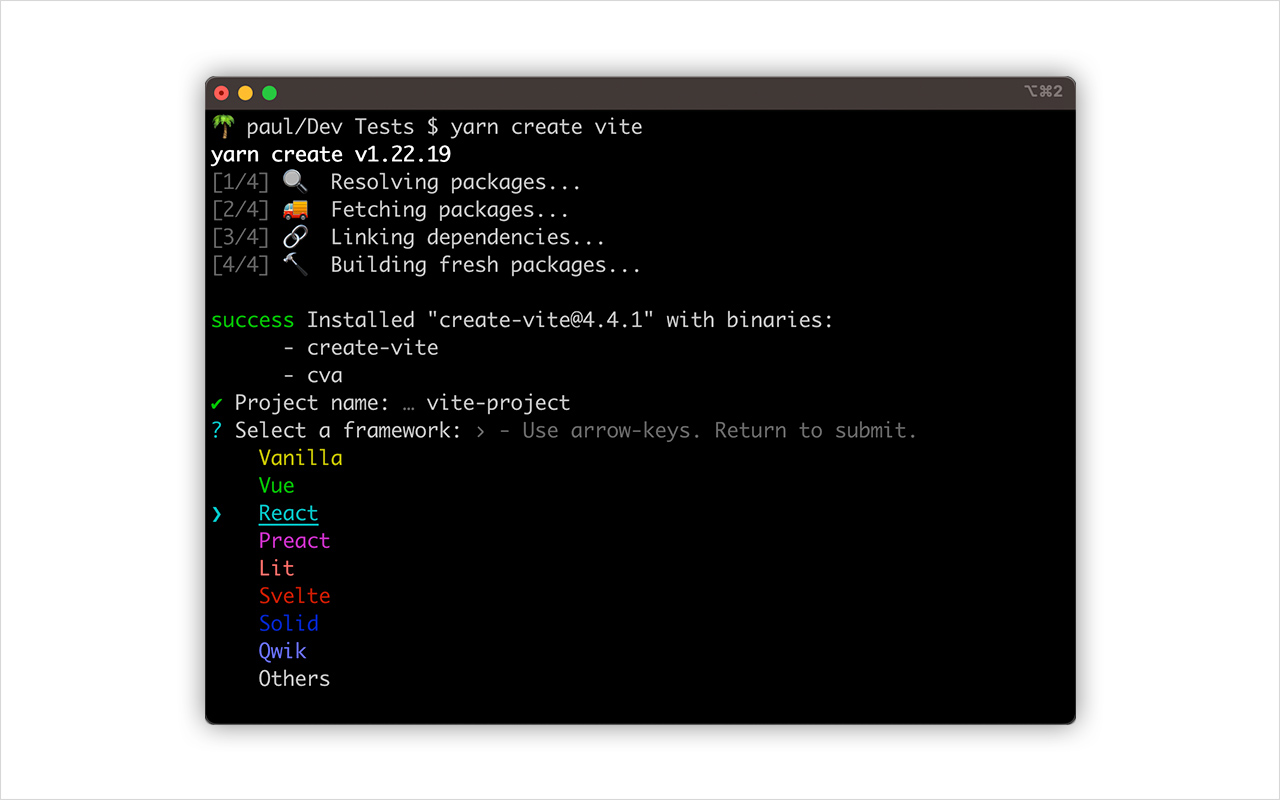 ⌥⌘2
🌴 paul/Dev Tests $ yarn create vite
yarn create v1.22.19
[1/4] 🔍 Resolving packages...
[2/4] 🚚 Fetching packages...
[3/4] 🔗 Linking dependencies...
[4/4] 🔨 Building fresh packages...
success Installed "create-vite@4.4.1" with binaries:
- create-vite
- cva
✔ Project name: … vite-project
? Select a framework: › - Use arrow-keys. Return to submit.
Vanilla
Vue
❯ React
Preact
Lit
Svelte
Solid
Qwik
Others